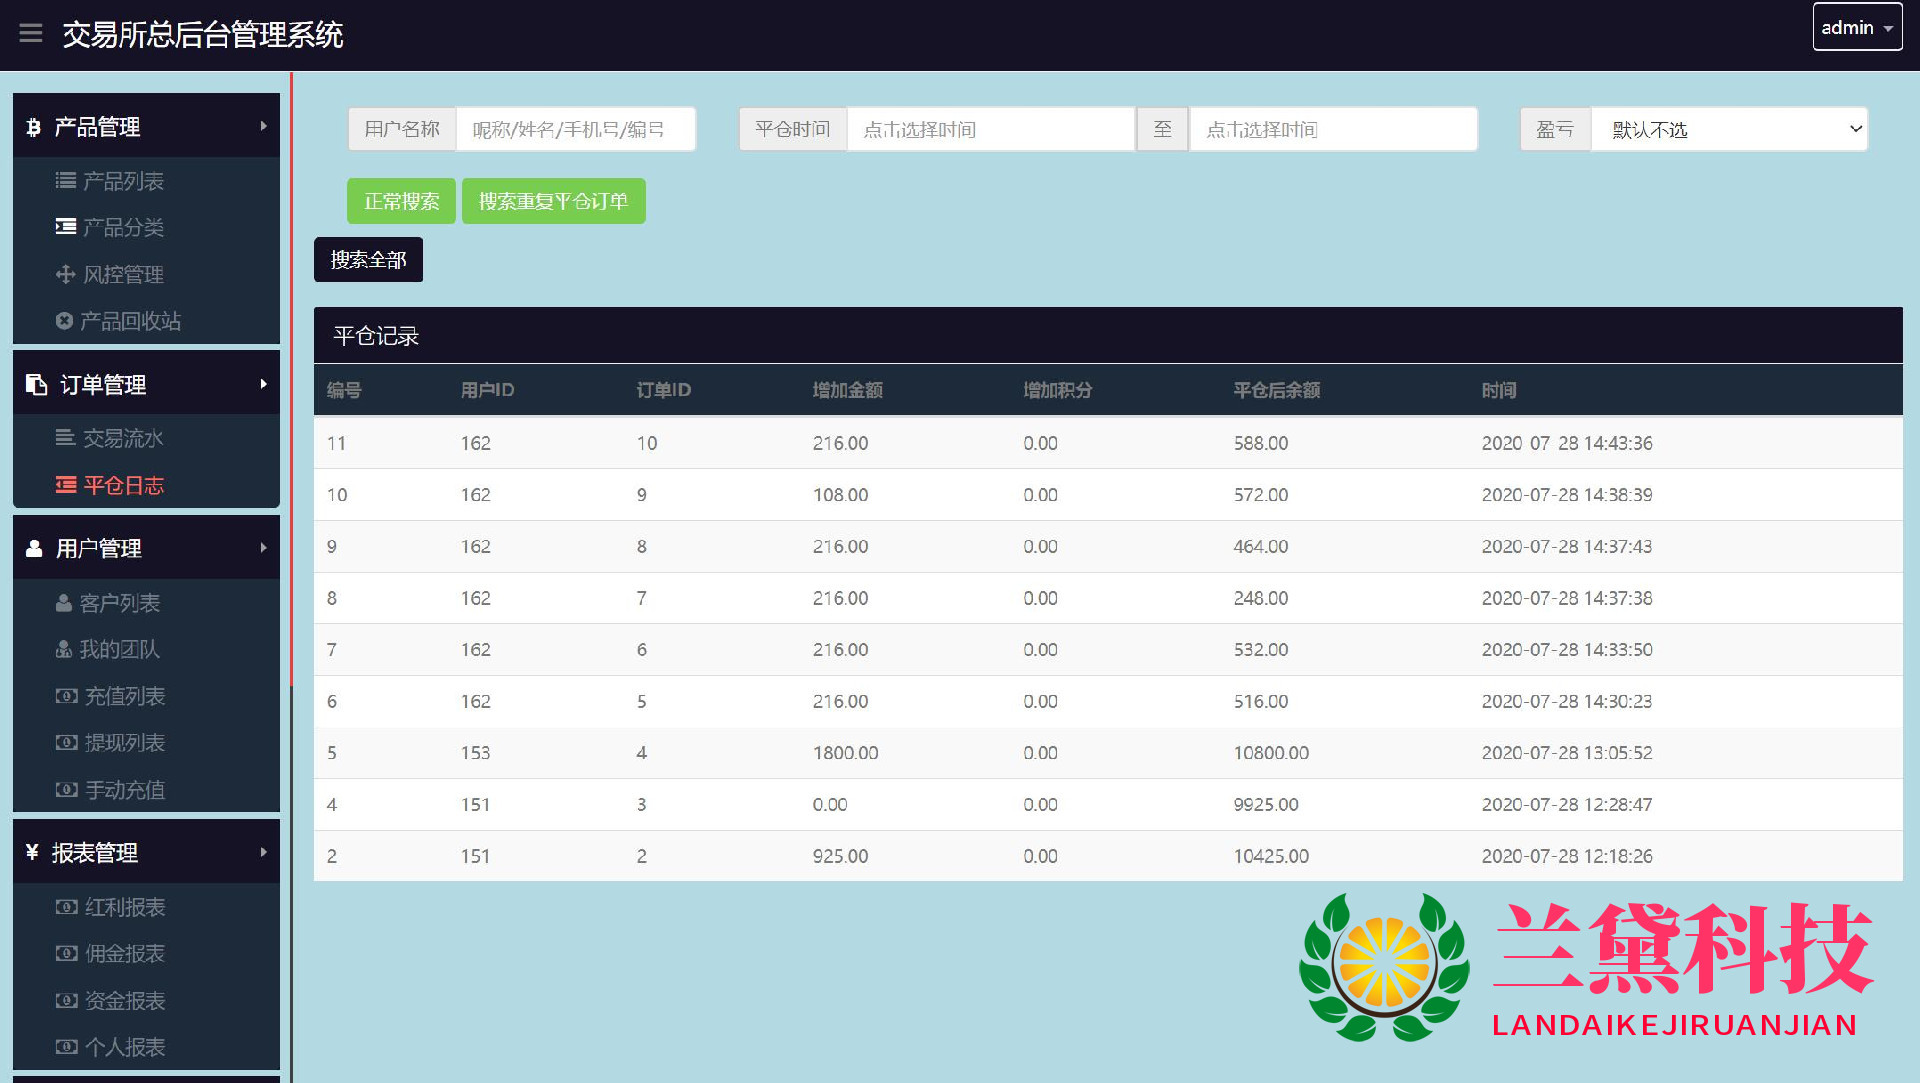 交易所总后台管理系统
admin
产品管理
产品列表
产品分类
风控管理
产品回收站
订单管理
交易流水
平仓日志
用户管理
客户列表
我的团队
充值列表
提现列表
手动充值
报表管理
红利报表
佣金报表
资金报表
个人报表
用户名称 昵称/姓名/手机号/编号 平仓时间 点击选择时间 至 点击选择时间 盈亏 默认不选
正常搜索 搜索重复平仓订单
搜索全部
平仓记录
编号 用户ID 订单ID 增加金额 增加积分 平仓后余额 时间
11 162 10 216.00 0.00 588.00 2020-07-28 14:43:36
10 162 9 108.00 0.00 572.00 2020-07-28 14:38:39
9 162 8 216.00 0.00 464.00 2020-07-28 14:37:43
8 162 7 216.00 0.00 248.00 2020-07-28 14:37:38
7 162 6 216.00 0.00 532.00 2020-07-28 14:33:50
6 162 5 216.00 0.00 516.00 2020-07-28 14:30:23
5 153 4 1800.00 0.00 10800.00 2020-07-28 13:05:52
4 151 3 0.00 0.00 9925.00 2020-07-28 12:28:47
2 151 2 925.00 0.00 10425.00 2020-07-28 12:18:26
兰黛科技
LANDAIKEJIRUANJIAN